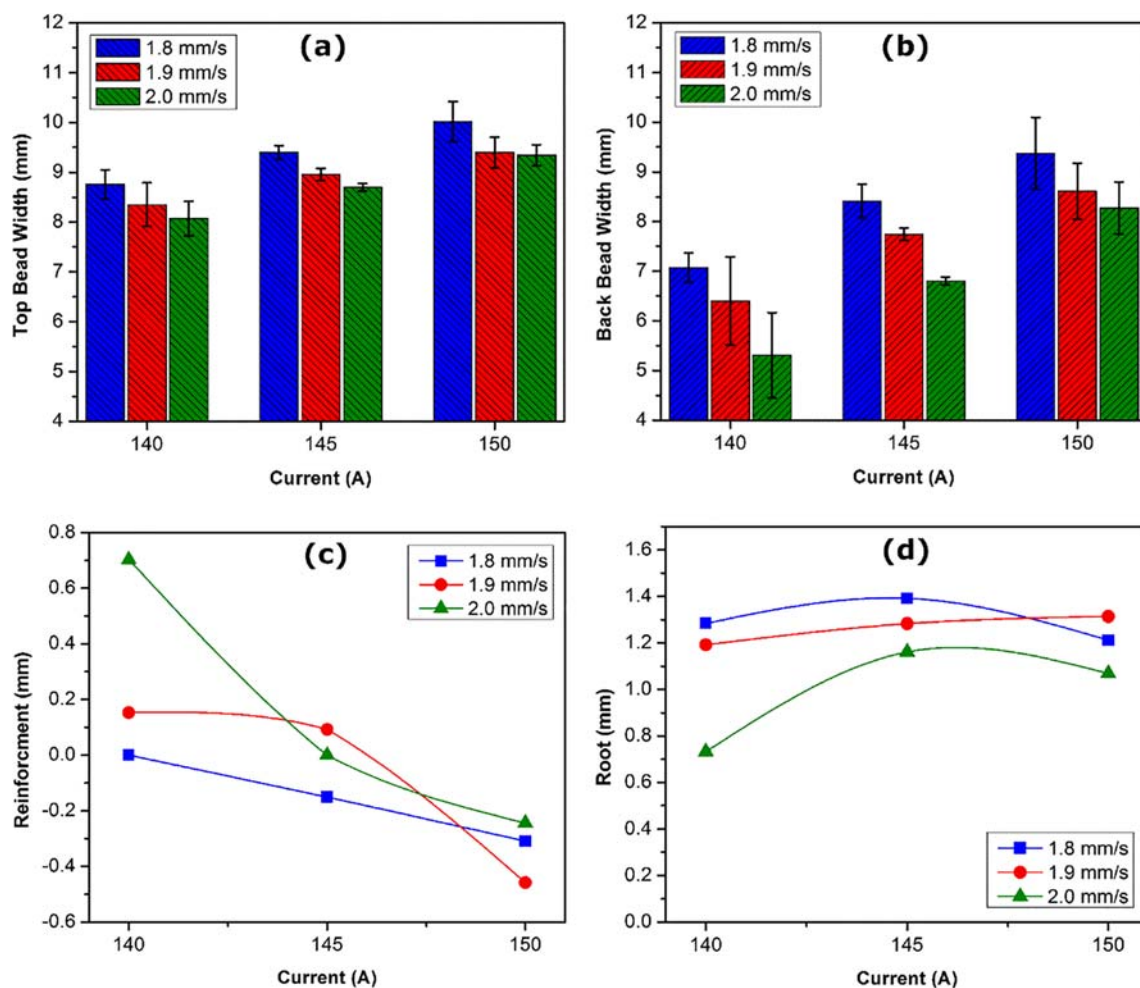 (a)
1.8 mm/s
1.9 mm/s
2.0 mm/s
Top Bead Width (mm)
12
11
10
9
8
7
6
5
4
140
145
150
Current (A)
(b)
1.8 mm/s
1.9 mm/s
2.0 mm/s
Back Bead Width (mm)
12
11
10
9
8
7
6
5
4
140
145
150
Current (A)
(c)
1.8 mm/s
1.9 mm/s
2.0 mm/s
Reinforcment (mm)
0.8
0.6
0.4
0.2
0.0
-0.2
-0.4
-0.6
140
145
150
Current (A)
(d)
1.8 mm/s
1.9 mm/s
2.0 mm/s
Root (mm)
1.6
1.4
1.2
1.0
0.8
0.6
0.4
0.2
0.0
140
145
150
Current (A)